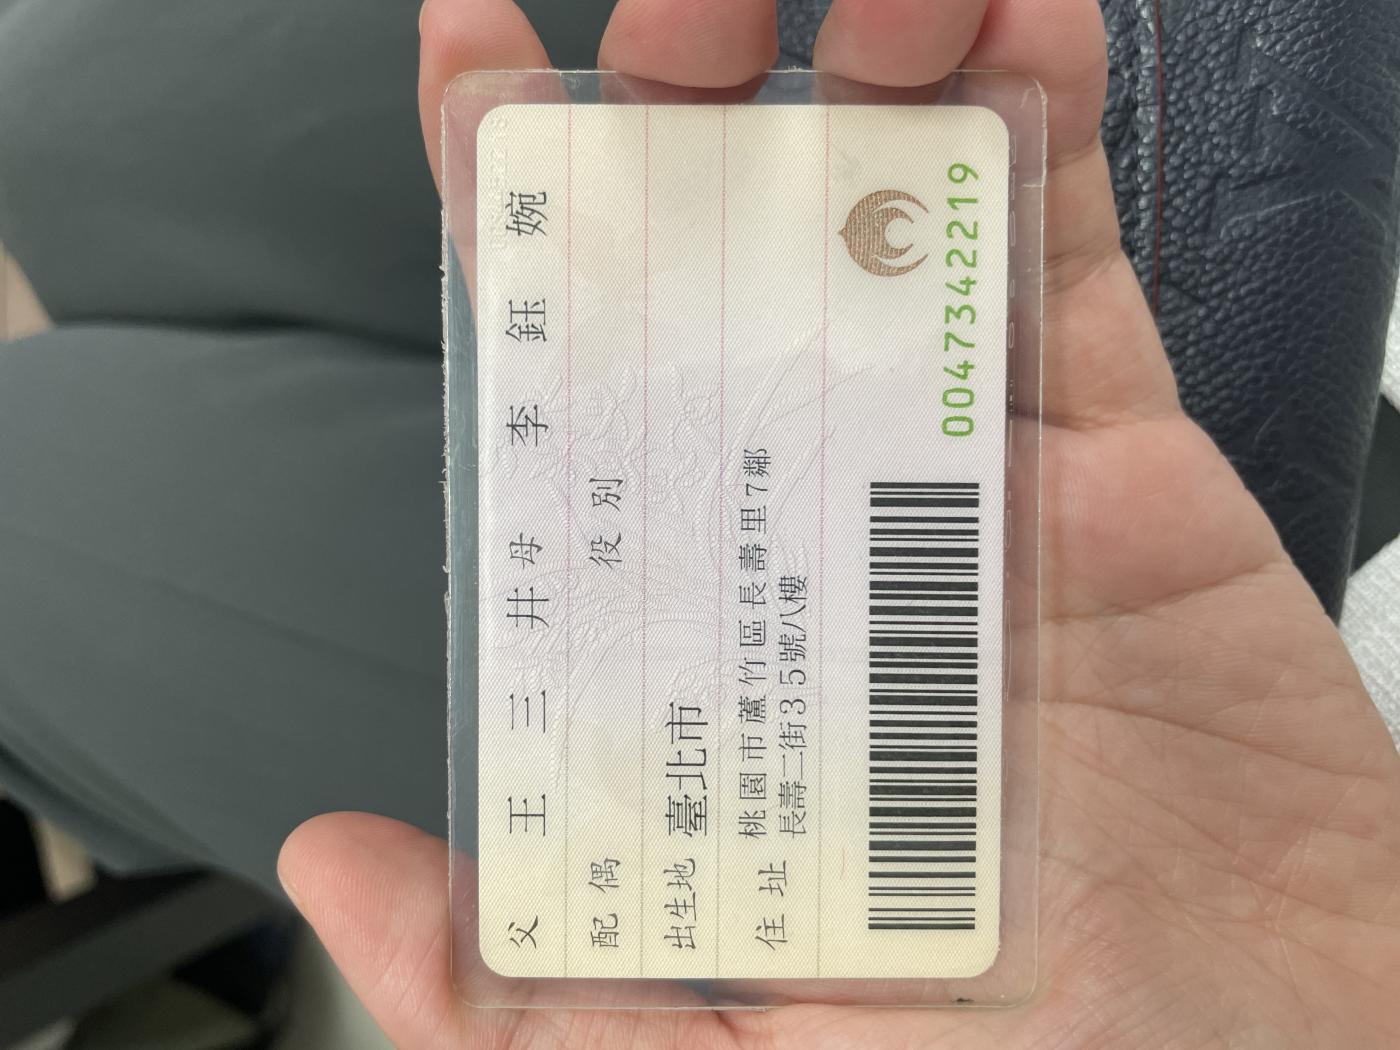 父 王三井 母 李鈺婉
配偶 役別
出生地 臺北市
住址 桃園市蘆竹區長壽里7鄰
長壽二街35號八樓
0047342219